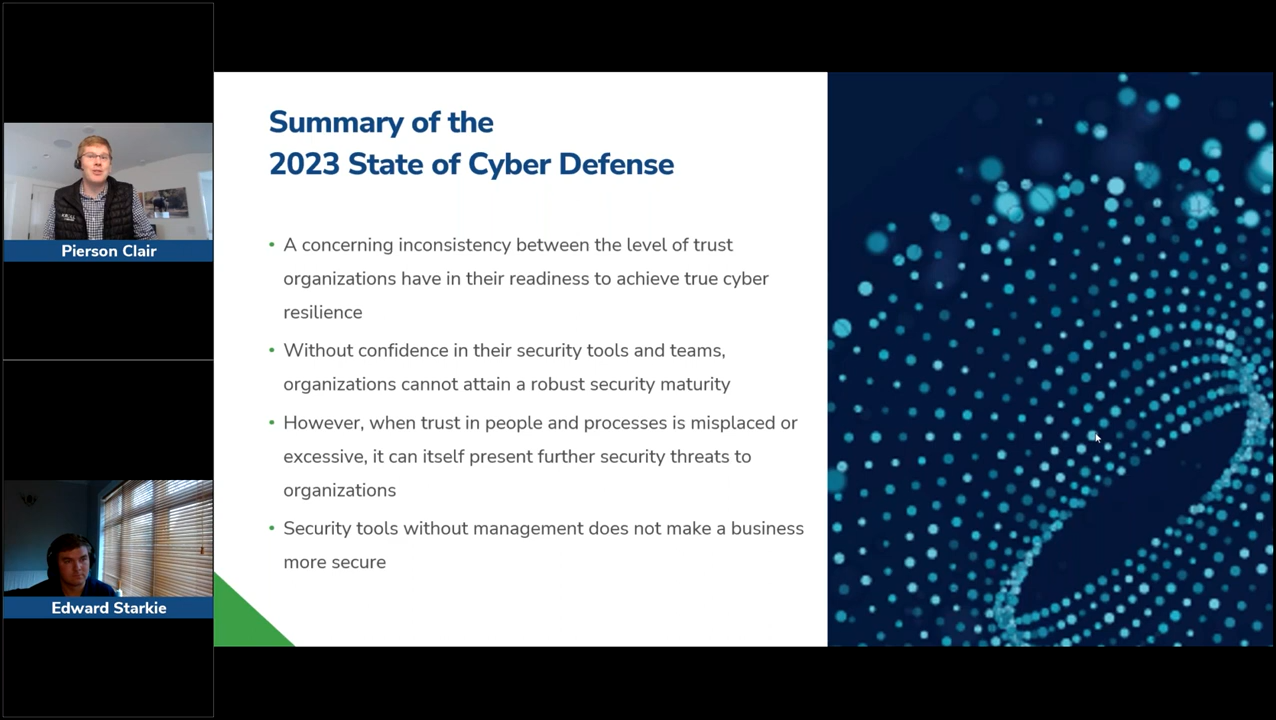 Pierson Clair
Edward Starkie
Summary of the
2023 State of Cyber Defense
• A concerning inconsistency between the level of trust
organizations have in their readiness to achieve true cyber
resilience
• Without confidence in their security tools and teams,
organizations cannot attain a robust security maturity
• However, when trust in people and processes is misplaced or
excessive, it can itself present further security threats to
organizations
• Security tools without management does not make a business
more secure